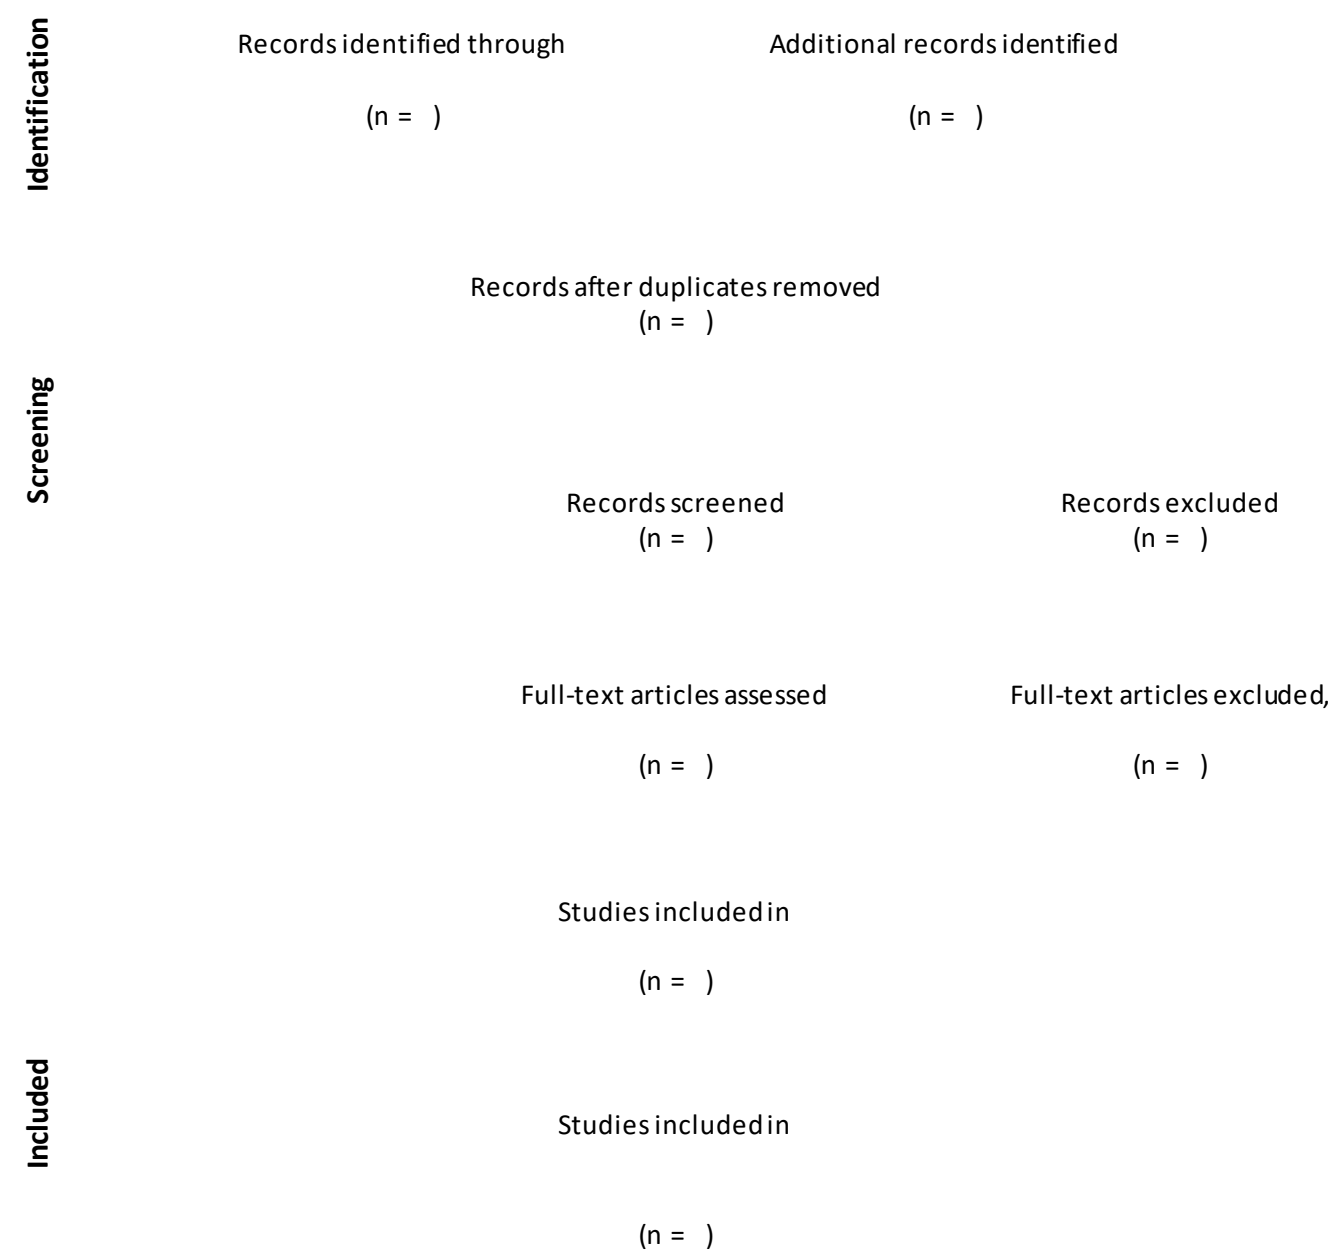 Identification
Records identified through
(n =   )
Additional records identified
(n =   )
Records after duplicates removed
(n =   )
Screening
Records screened
(n =   )
Records excluded
(n =   )
Full-text articles assessed
(n =   )
Full-text articles excluded,
(n =   )
Studies included in
(n =   )
Included
Studies included in
(n =   )